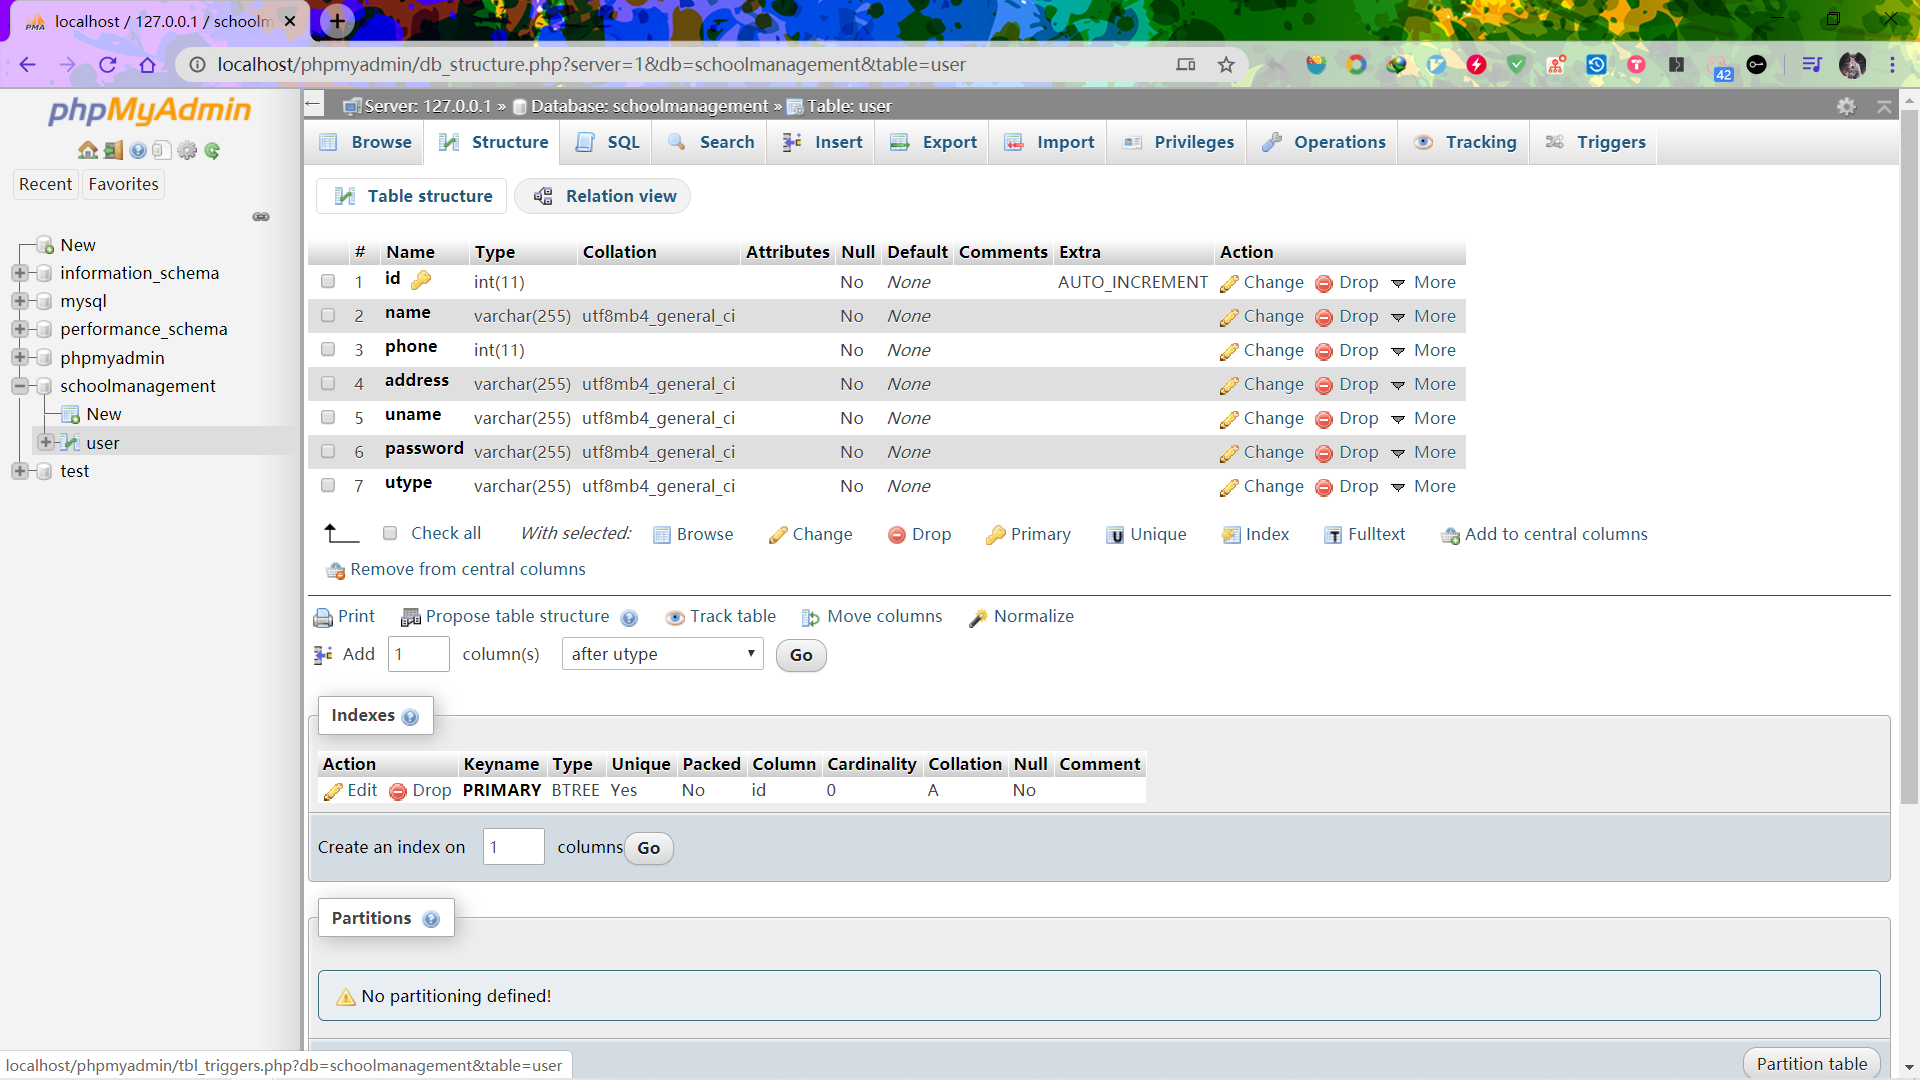 localhost / 127.0.0.1 / schoolm
localhost/phpmyadmin/db_structure.php?server=1&db=schoolmanagement&table=user
42
phpMyAdmin
Recent Favorites
New
information_schema
mysql
performance_schema
phpmyadmin
schoolmanagement
New
user
test
Server: 127.0.0.1 » Database: schoolmanagement » Table: user
Browse Structure SQL Search Insert Export Import Privileges Operations Tracking Triggers
Table structure Relation view
# Name Type Collation Attributes Null Default Comments Extra Action
1 id int(11) No None AUTO_INCREMENT Change Drop More
2 name varchar(255) utf8mb4_general_ci No None Change Drop More
3 phone int(11) No None Change Drop More
4 address varchar(255) utf8mb4_general_ci No None Change Drop More
5 uname varchar(255) utf8mb4_general_ci No None Change Drop More
6 password varchar(255) utf8mb4_general_ci No None Change Drop More
7 utype varchar(255) utf8mb4_general_ci No None Change Drop More
Check all With selected: Browse Change Drop Primary Unique Index Fulltext Add to central columns
Remove from central columns
Print Propose table structure Track table Move columns Normalize
Add 1 column(s) after utype Go
Indexes
Action Keyname Type Unique Packed Column Cardinality Collation Null Comment
Edit Drop PRIMARY BTREE Yes No id 0 A No
Create an index on 1 columns Go
Partitions
No partitioning defined!
Partition table
localhost/phpmyadmin/tbl_triggers.php?db=schoolmanagement&table=user